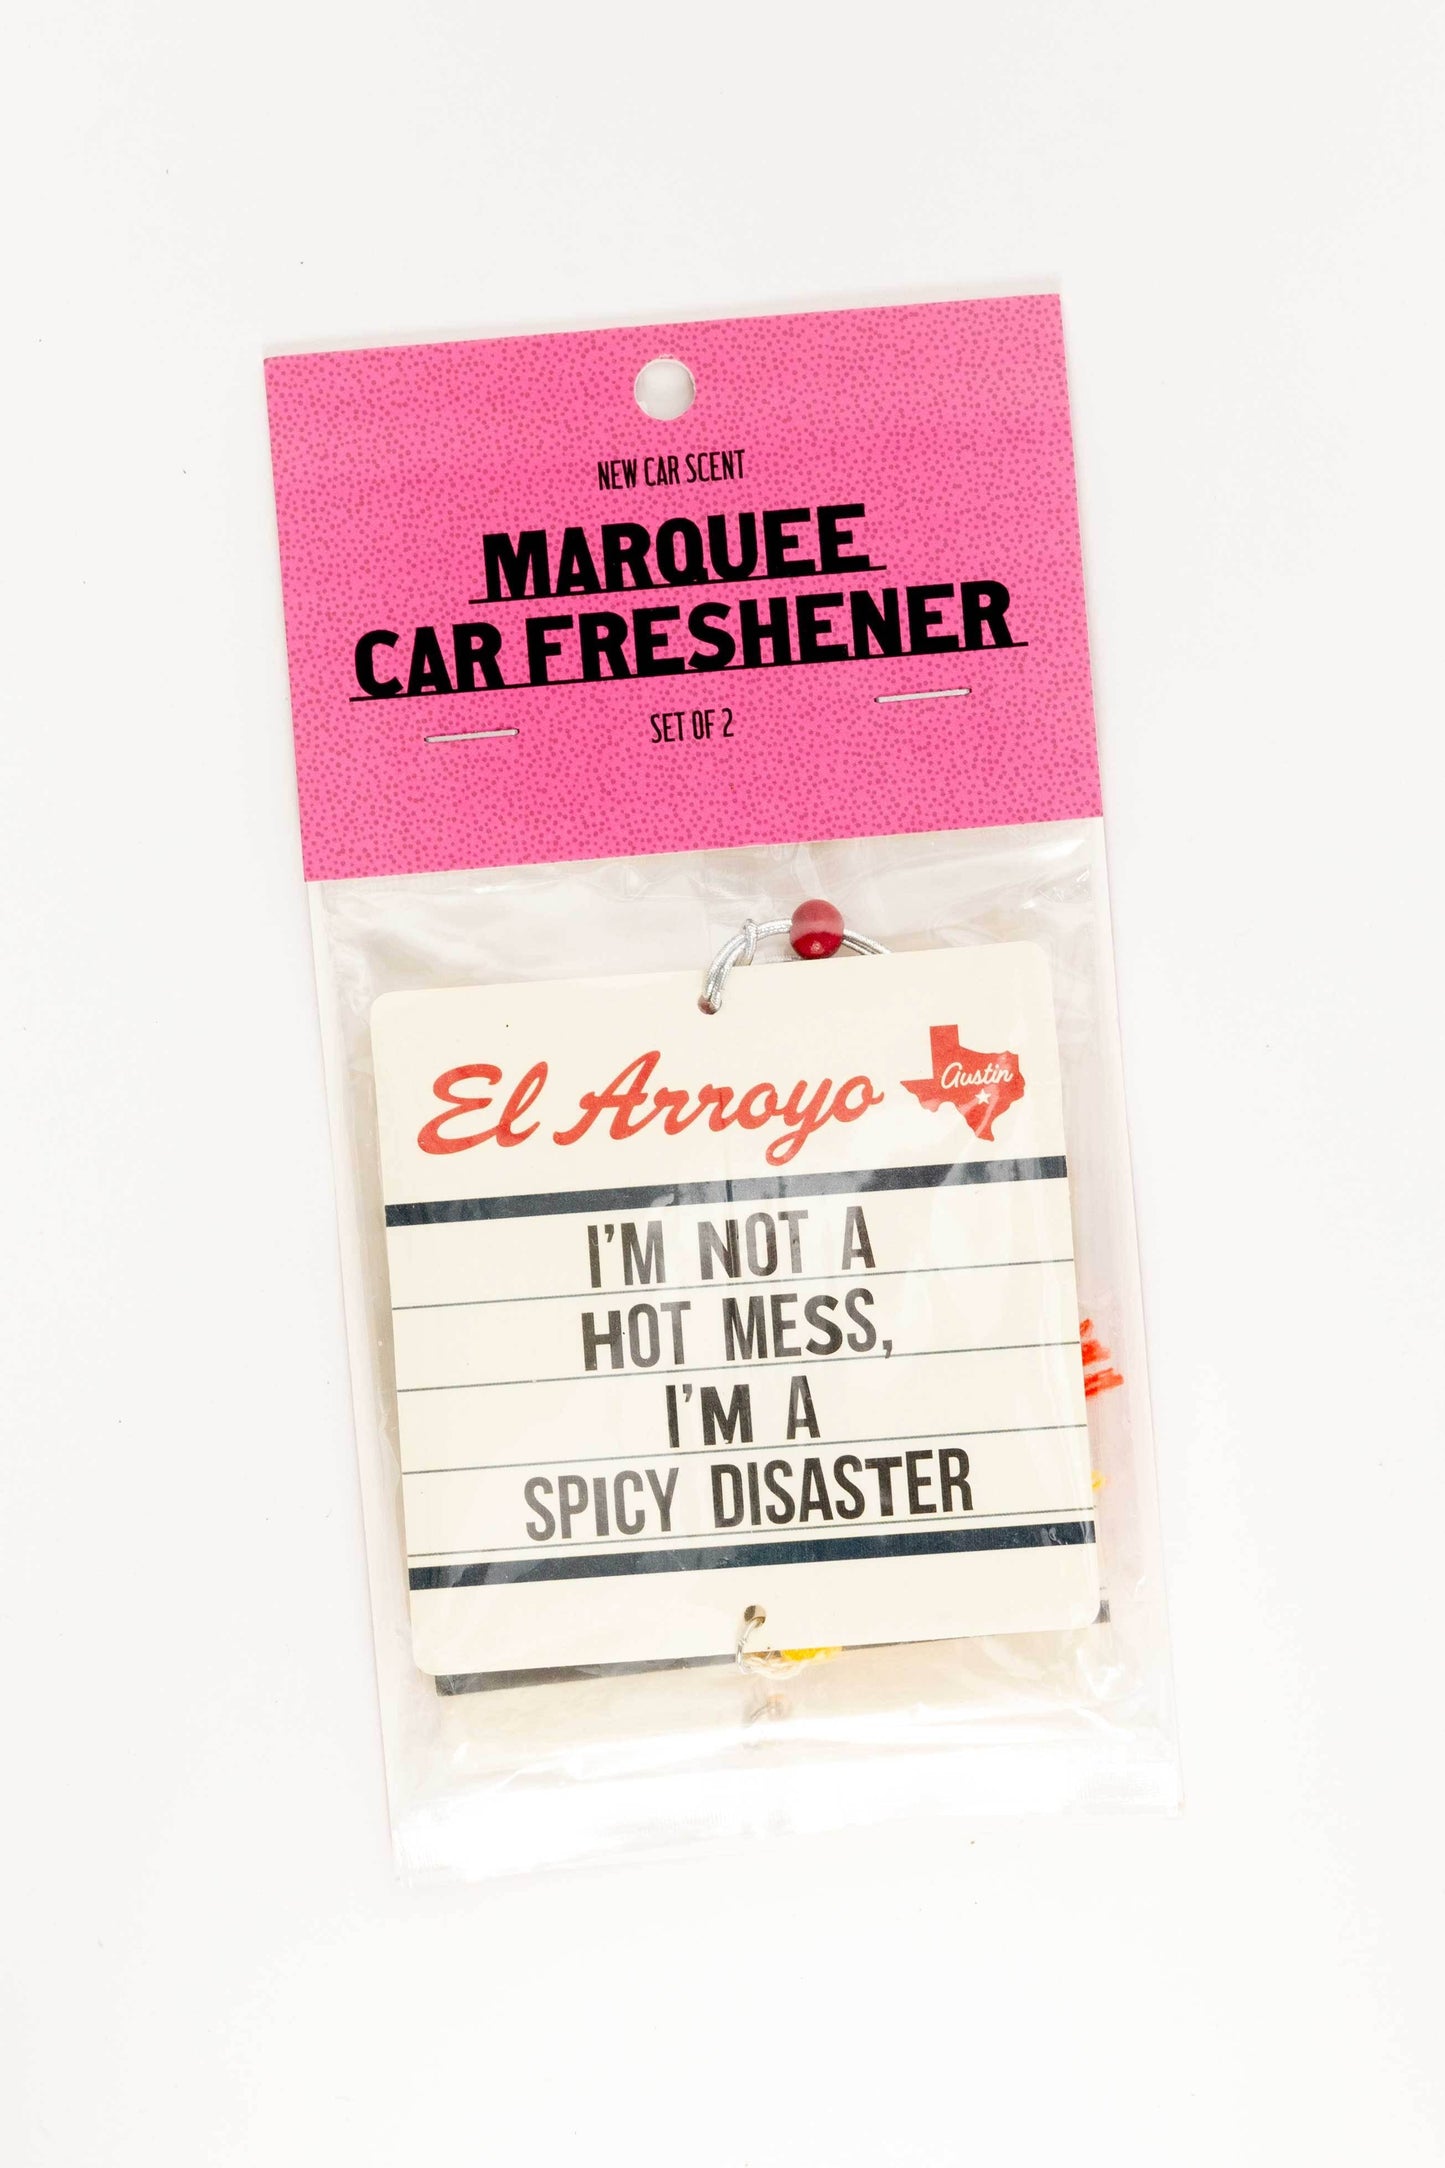 NEW CAR SCENT
MARQUEE
CAR FRESHENER
SET OF 2
El Arroyo
Austin
I'M NOT A
HOT MESS,
I'M A
SPICY DISASTER